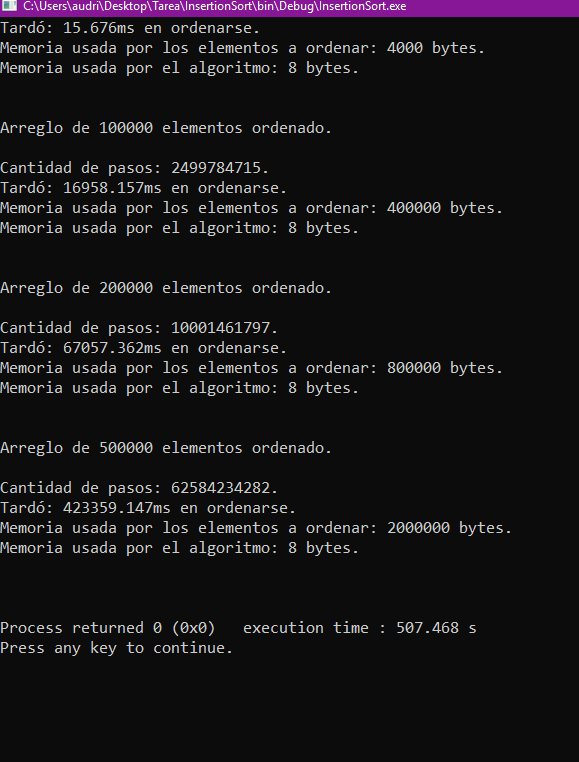 C:\Users\audri\Desktop\Tarea\InsertionSort\bin\Debug\InsertionSort.exe
Tardó: 15.676ms en ordenarse.
Memoria usada por los elementos a ordenar: 4000 bytes.
Memoria usada por el algoritmo: 8 bytes.
Arreglo de 100000 elementos ordenado.
Cantidad de pasos: 2499784715.
Tardó: 16958.157ms en ordenarse.
Memoria usada por los elementos a ordenar: 400000 bytes.
Memoria usada por el algoritmo: 8 bytes.
Arreglo de 200000 elementos ordenado.
Cantidad de pasos: 10001461797.
Tardó: 67057.362ms en ordenarse.
Memoria usada por los elementos a ordenar: 800000 bytes.
Memoria usada por el algoritmo: 8 bytes.
Arreglo de 500000 elementos ordenado.
Cantidad de pasos: 62584234282.
Tardó: 423359.147ms en ordenarse.
Memoria usada por los elementos a ordenar: 2000000 bytes.
Memoria usada por el algoritmo: 8 bytes.
Process returned 0 (0x0)   execution time : 507.468 s
Press any key to continue.